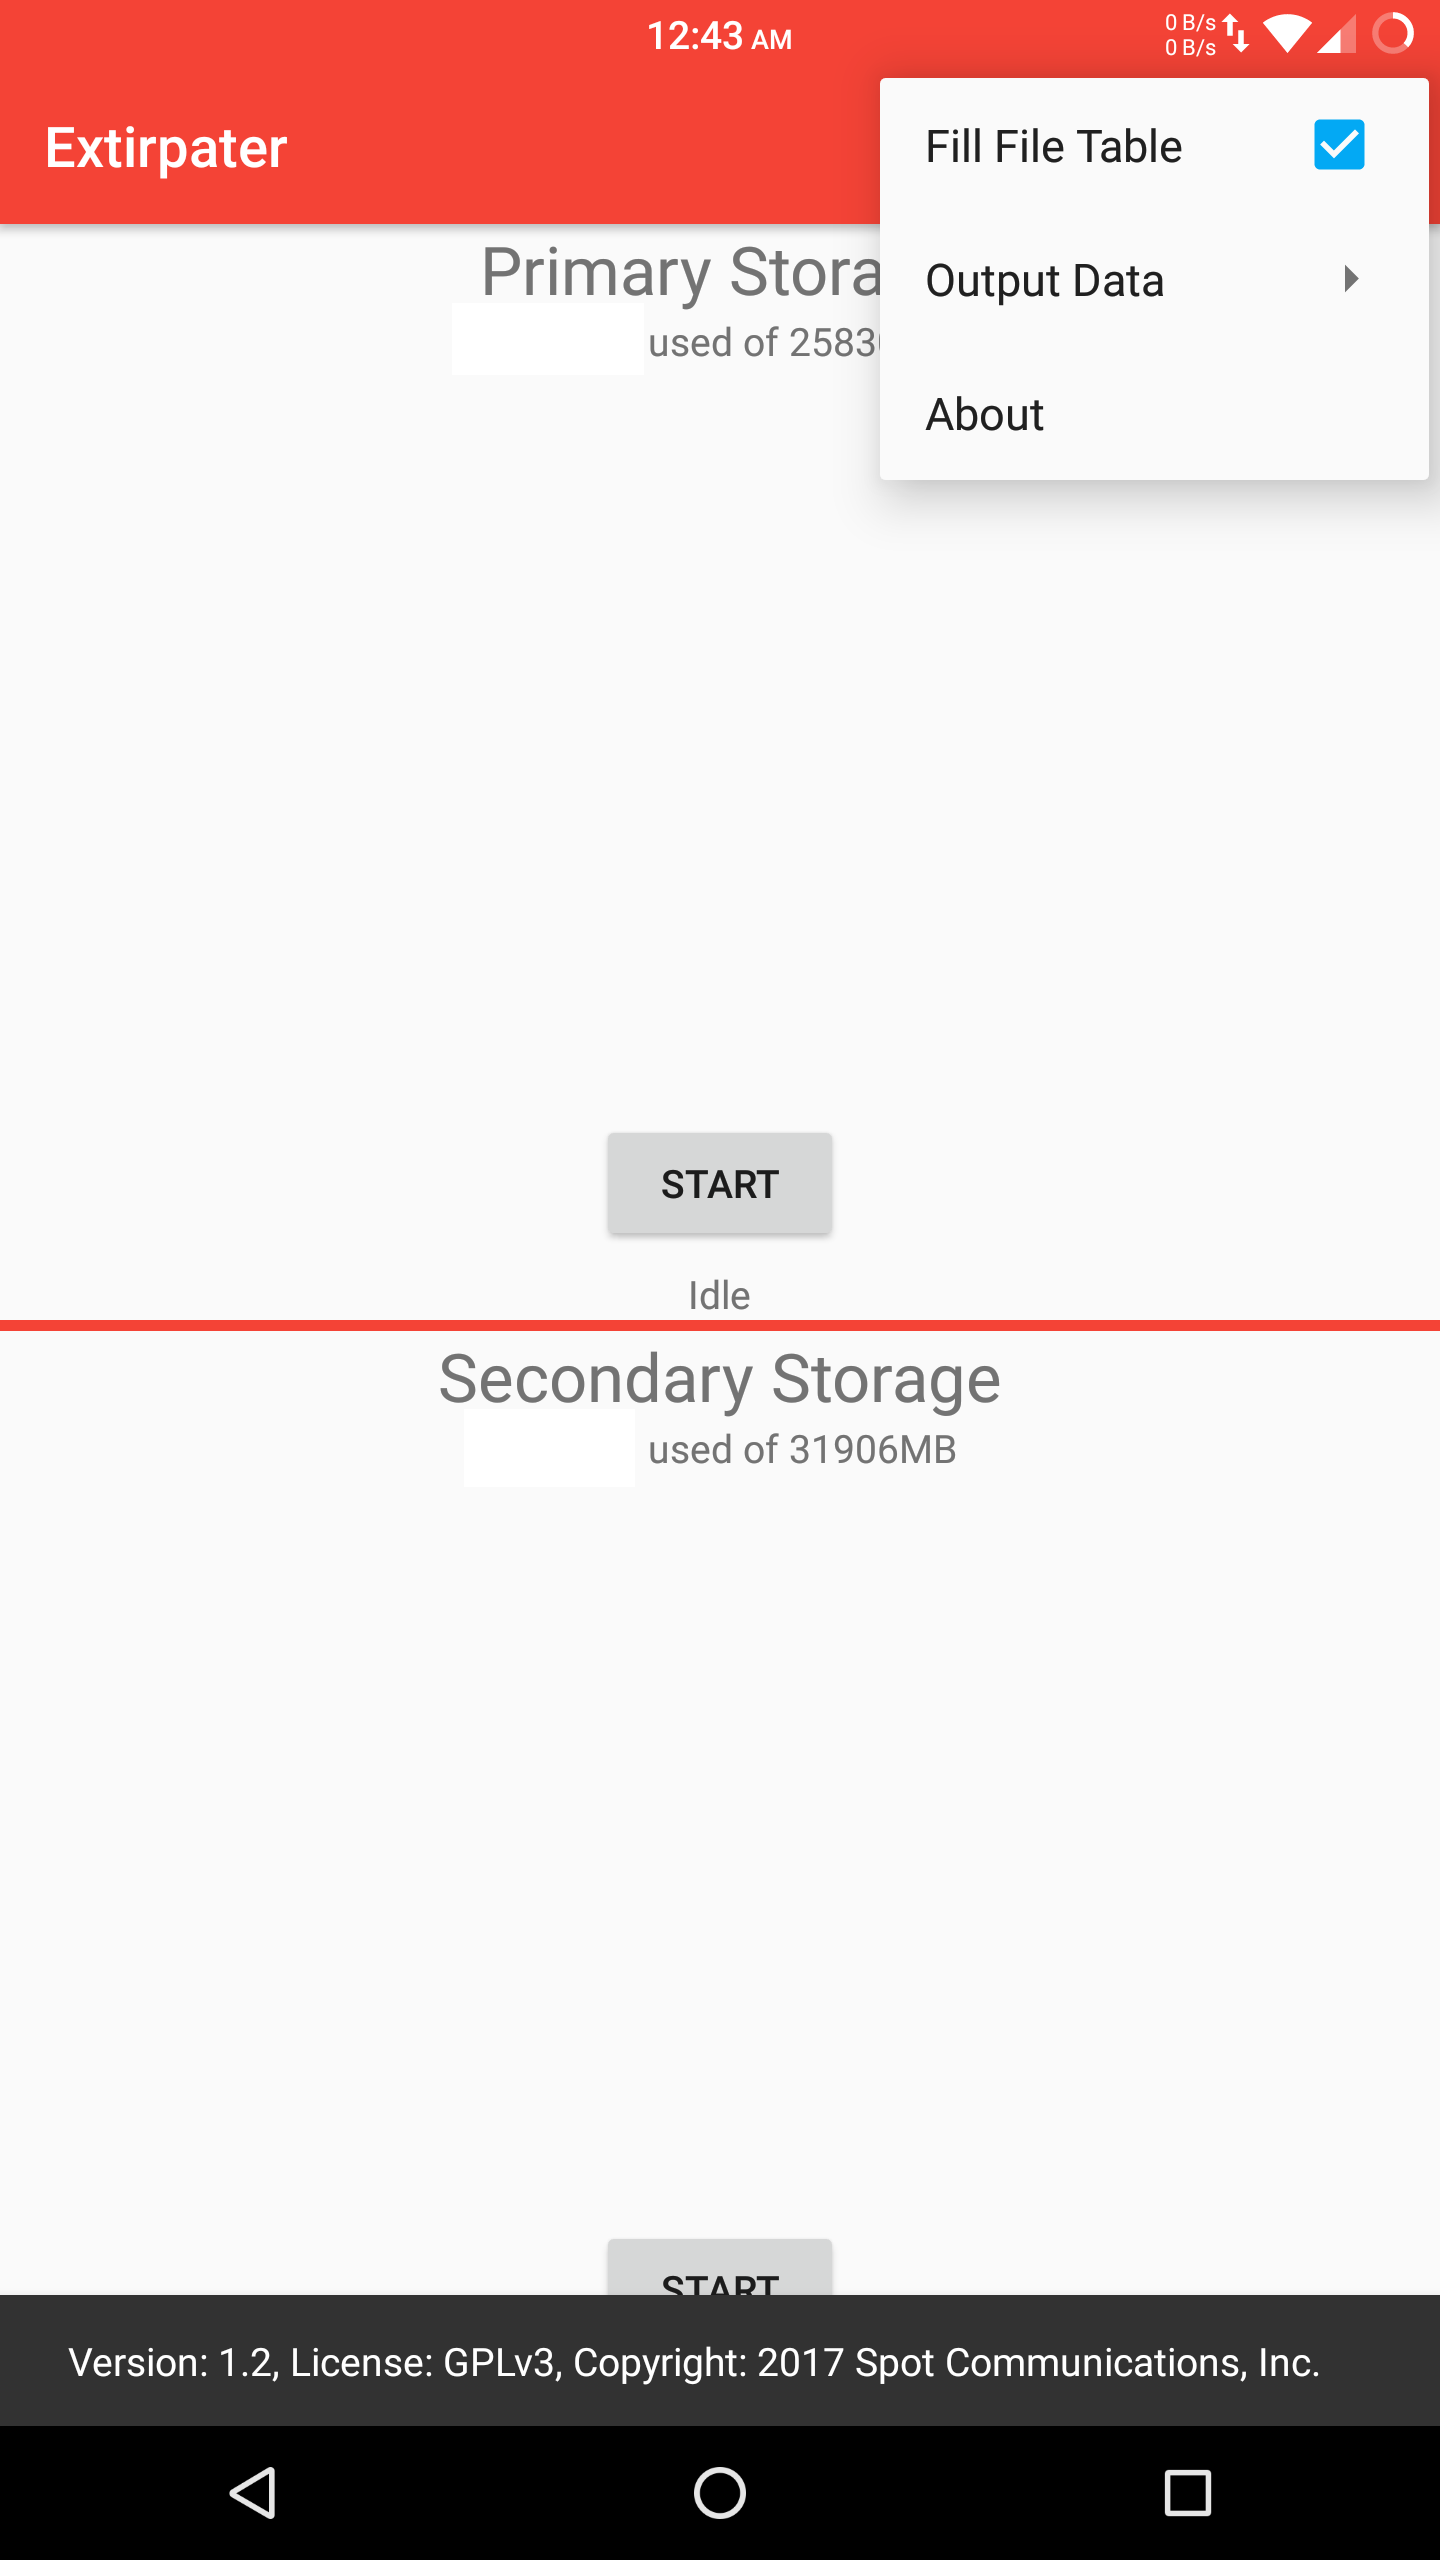 12:43 AM
0 B/s
0 B/s
Extirpater
Fill File Table
Output Data
About
Primary Stora
used of 2583
START
Idle
Secondary Storage
used of 31906MB
START
Version: 1.2, License: GPLv3, Copyright: 2017 Spot Communications, Inc.